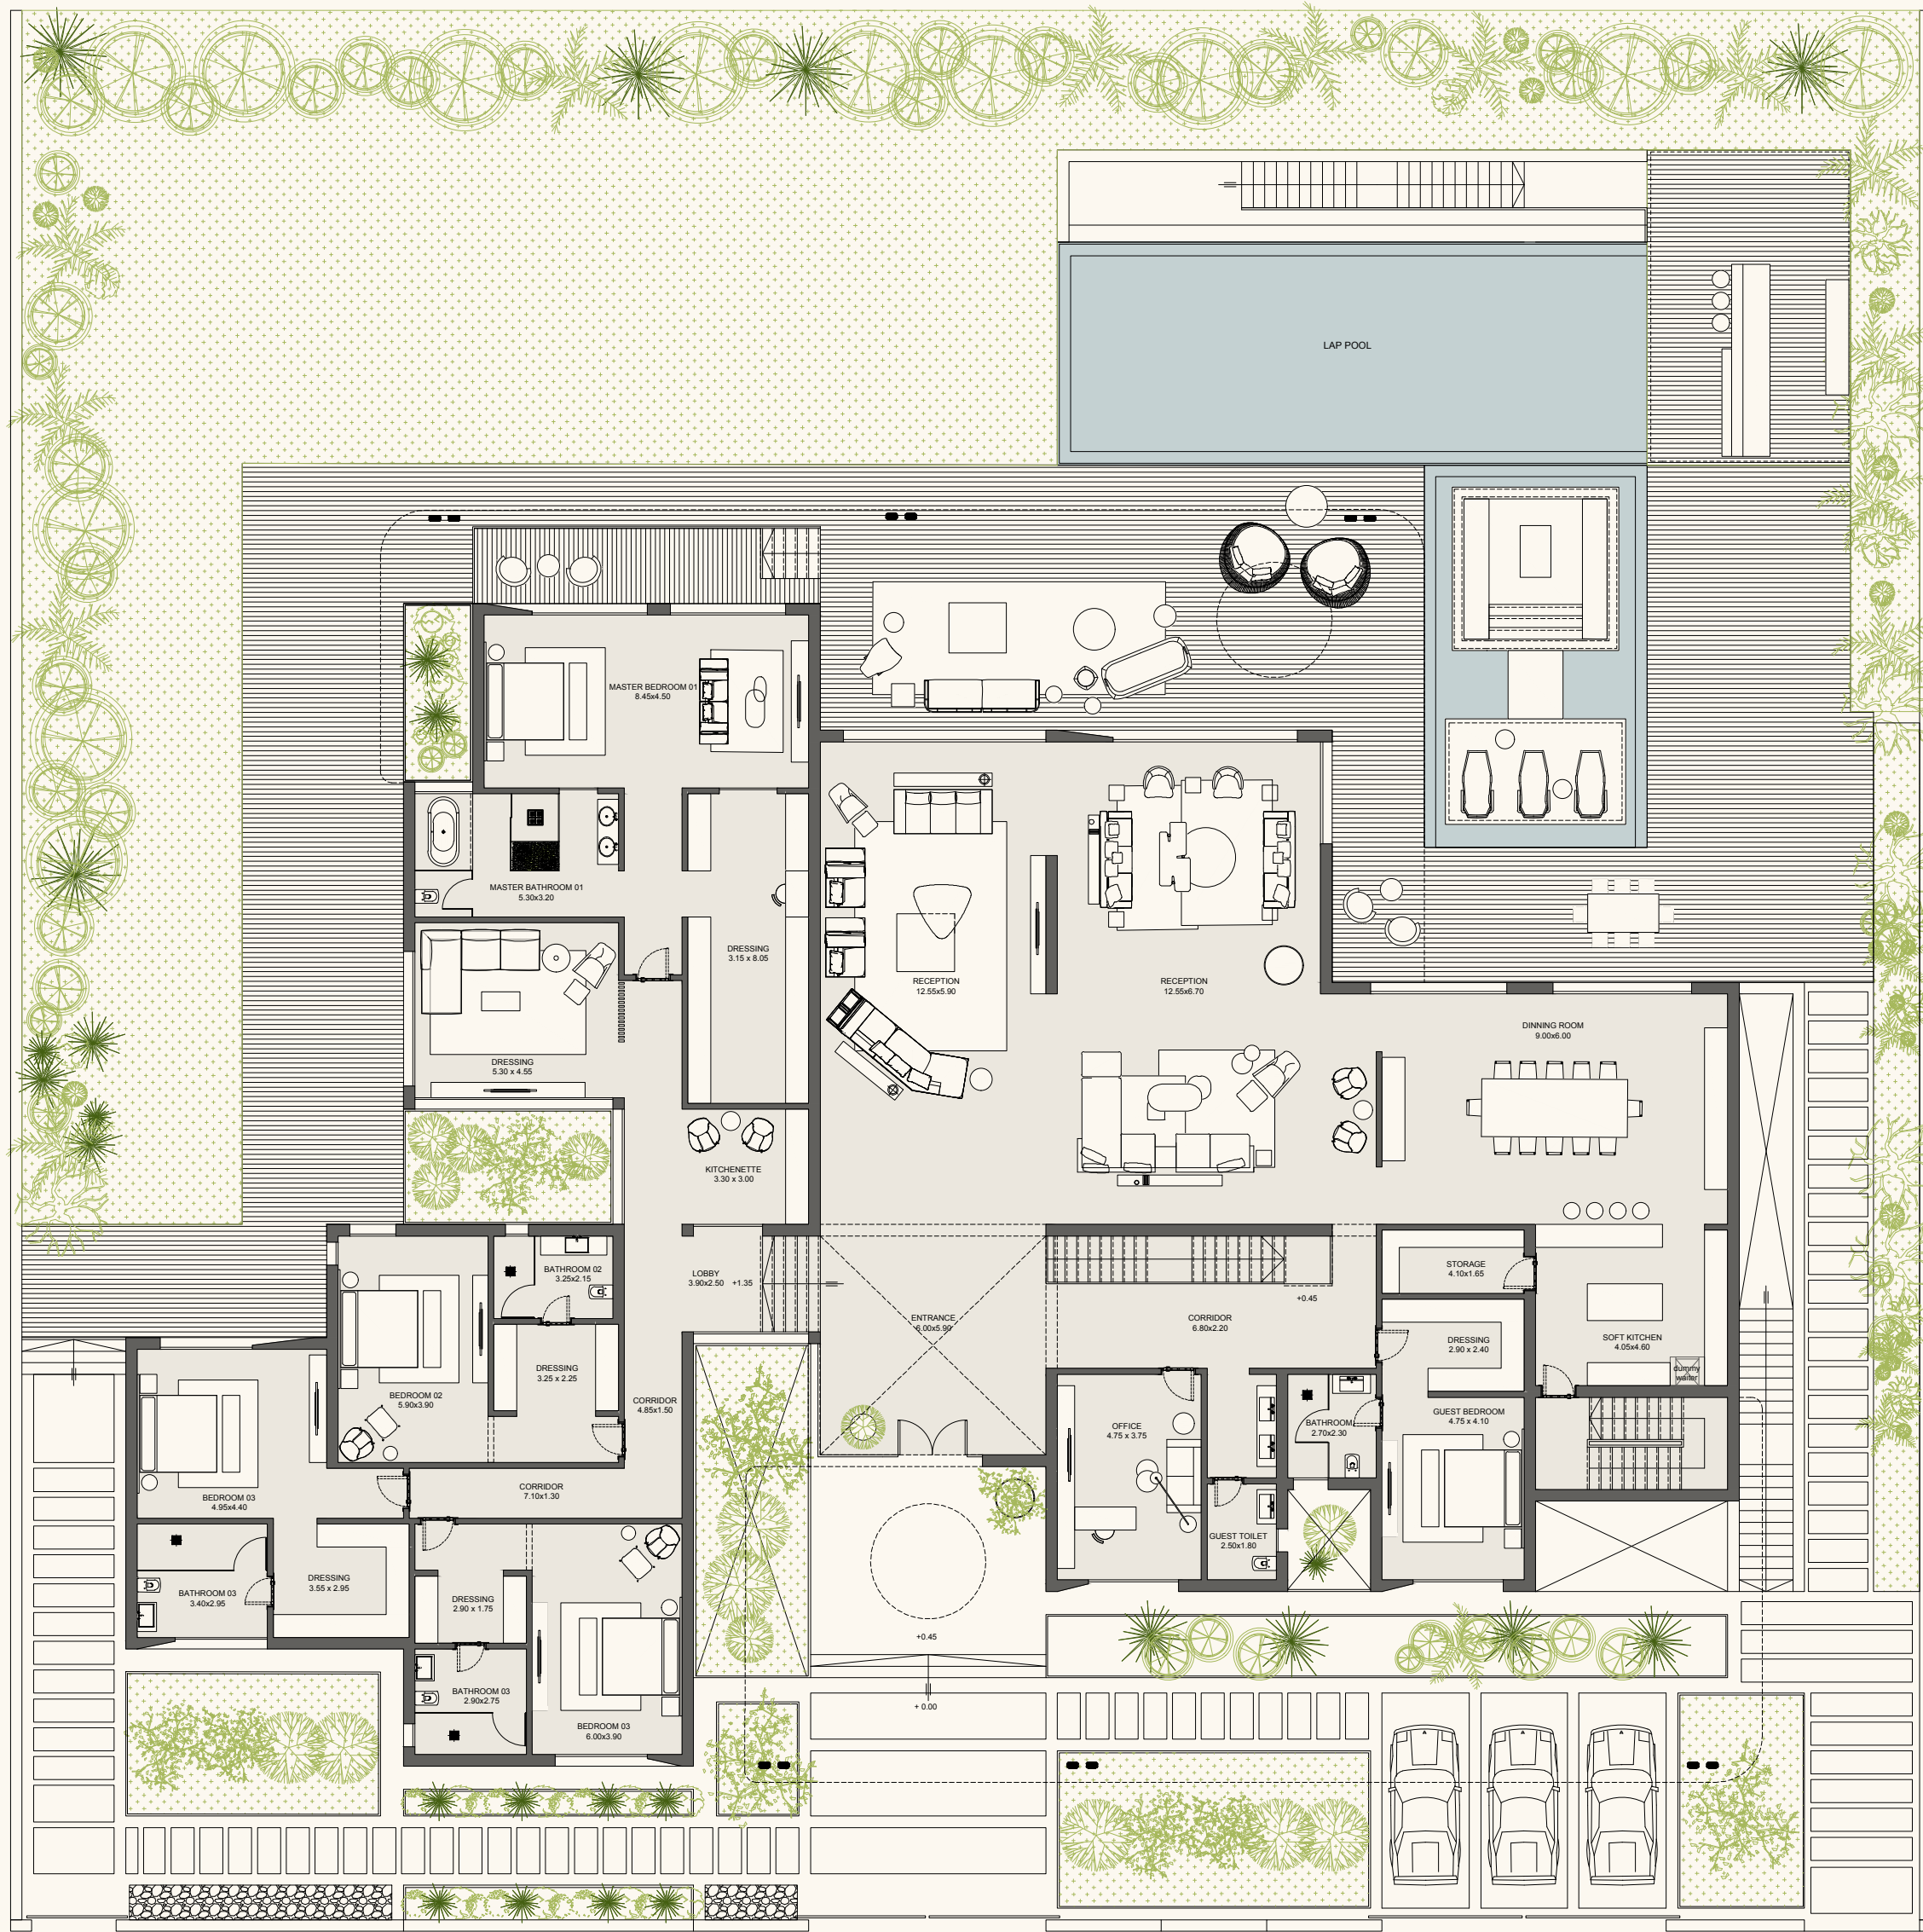 LAP POOL
MASTER BEDROOM 01
8.45x4.50
MASTER BATHROOM 01
5.30x3.20
DRESSING
3.15 x 8.05
RECEPTION
12.55x5.90
RECEPTION
12.55x6.70
DINNING ROOM
9.00x6.00
DRESSING
5.30 x 4.55
KITCHENETTE
3.30 x 3.00
LOBBY
3.90x2.50
+1.35
BATHROOM 02
3.25x2.15
STORAGE
4.10x1.65
+0.45
ENTRANCE
6.00x5.90
CORRIDOR
6.80x2.20
DRESSING
2.90 x 2.40
SOFT KITCHEN
4.05x4.60
dummy
waiter
DRESSING
3.25 x 2.25
BEDROOM 02
5.90x3.90
CORRIDOR
4.85x1.50
OFFICE
4.75 x 3.75
BATHROOM
2.70x2.30
GUEST BEDROOM
4.75 x 4.10
BEDROOM 03
4.95x4.40
CORRIDOR
7.10x1.30
GUEST TOILET
2.50x1.80
BATHROOM 03
3.40x2.95
DRESSING
3.55 x 2.95
DRESSING
2.90 x 1.75
+0.45
BATHROOM 03
2.90x2.75
BEDROOM 03
6.00x3.90
+ 0.00